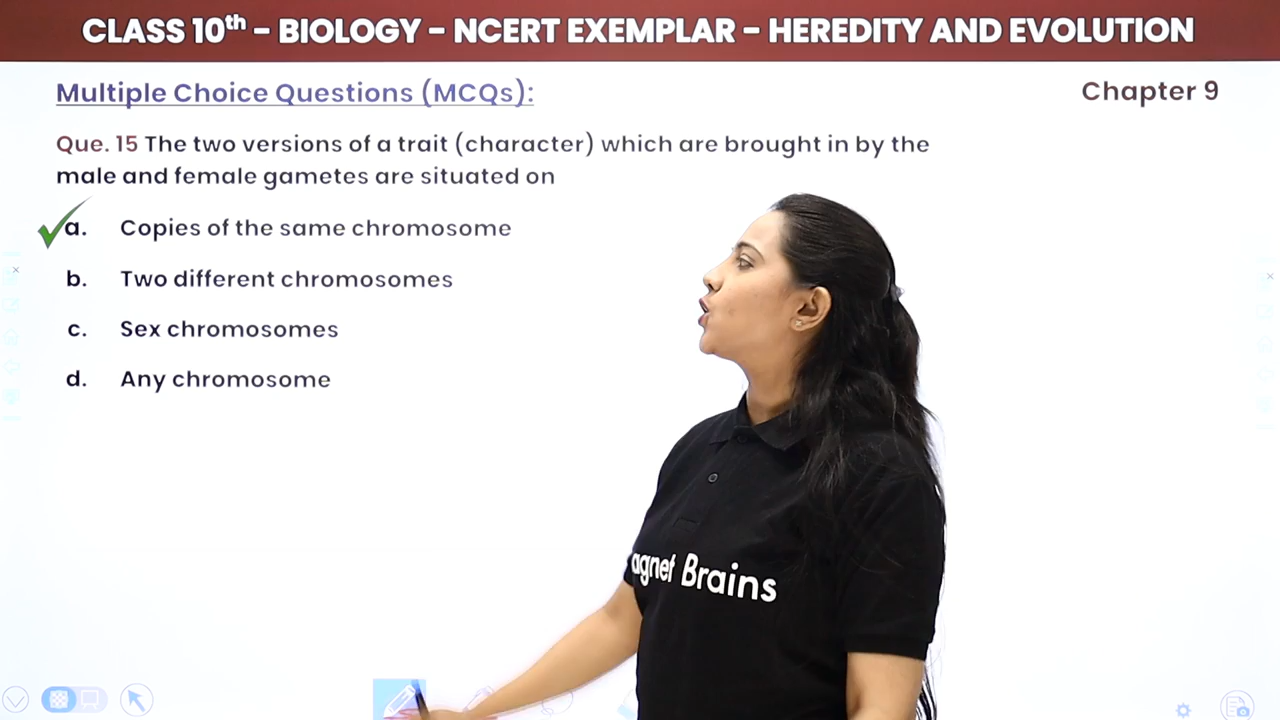 CLASS 10th – BIOLOGY – NCERT EXEMPLAR – HEREDITY AND EVOLUTION
Multiple Choice Questions (MCQs):
Chapter 9
Que. 15 The two versions of a trait (character) which are brought in by the
male and female gametes are situated on
a. Copies of the same chromosome
b. Two different chromosomes
c. Sex chromosomes
d. Any chromosome
agnet Brains